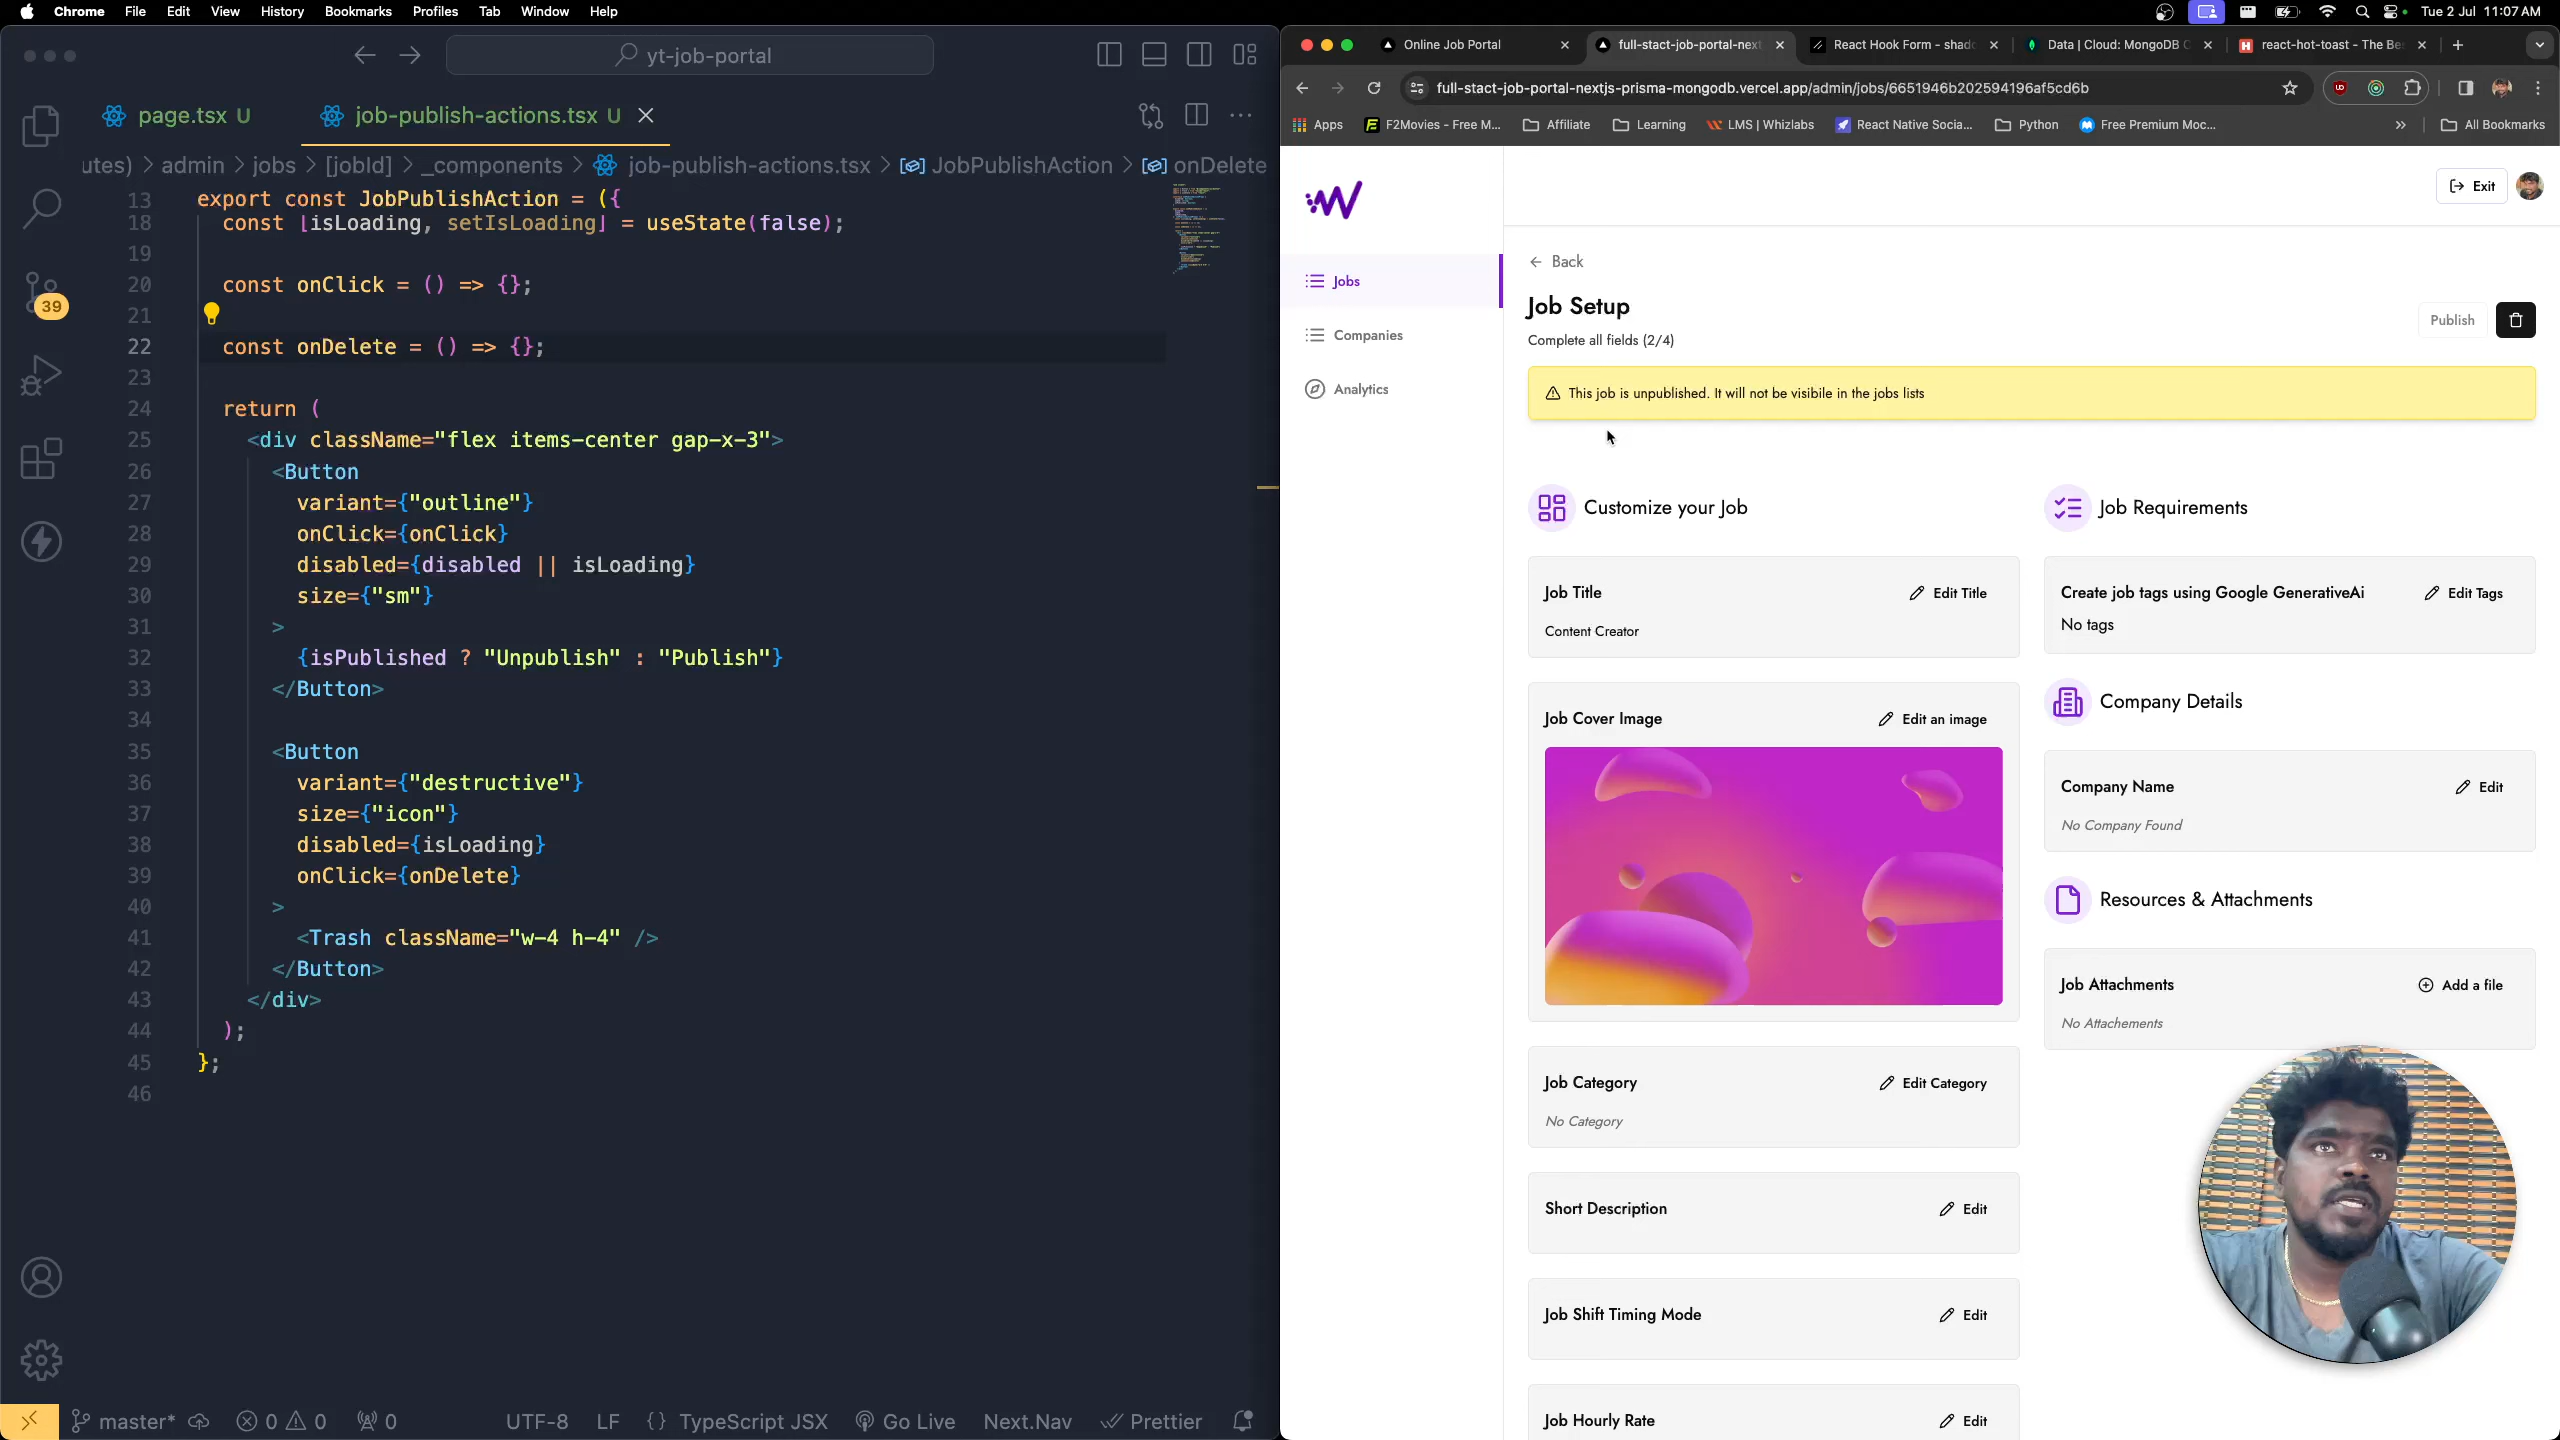 Chrome File Edit View History Bookmarks Profiles Tab Window Help
Tue 2 Jul 11:07 AM
yt-job-portal
page.tsx U
job-publish-actions.tsx U
utes) > admin > jobs > [jobId] > _components > job-publish-actions.tsx > JobPublishAction > onDelete
39
13 export const JobPublishAction = ({
18 const [isLoading, setIsLoading] = useState(false);
19
20 const onClick = () => {};
21
22 const onDelete = () => {};
23
24 return (
25 <div className="flex items-center gap-x-3">
26 <Button
27 variant={"outline"}
28 onClick={onClick}
29 disabled={disabled || isLoading}
30 size={"sm"}
31 >
32 {isPublished ? "Unpublish" : "Publish"}
33 </Button>
34
35 <Button
36 variant={"destructive"}
37 size={"icon"}
38 disabled={isLoading}
39 onClick={onDelete}
40 >
41 <Trash className="w-4 h-4" />
42 </Button>
43 </div>
44 );
45 };
46
master* 0 0 0 UTF-8 LF {} TypeScript JSX Go Live Next.Nav Prettier
Online Job Portal
full-stact-job-portal-next
React Hook Form - shad
Data | Cloud: MongoDB C
react-hot-toast - The Be
full-stact-job-portal-nextjs-prisma-mongodb.vercel.app/admin/jobs/6651946b202594196af5cd6b
Apps F2Movies - Free M... Affiliate Learning LMS | Whizlabs React Native Socia... Python Free Premium Moc... » All Bookmarks
Exit
Jobs
Companies
Analytics
Back
Job Setup
Complete all fields (2/4)
Publish
This job is unpublished. It will not be visibile in the jobs lists
Customize your Job
Job Title
Edit Title
Content Creator
Job Cover Image
Edit an image
Job Category
Edit Category
No Category
Short Description
Edit
Job Shift Timing Mode
Edit
Job Hourly Rate
Edit
Job Requirements
Create job tags using Google GenerativeAi
Edit Tags
No tags
Company Details
Company Name
Edit
No Company Found
Resources & Attachments
Job Attachments
Add a file
No Attachements